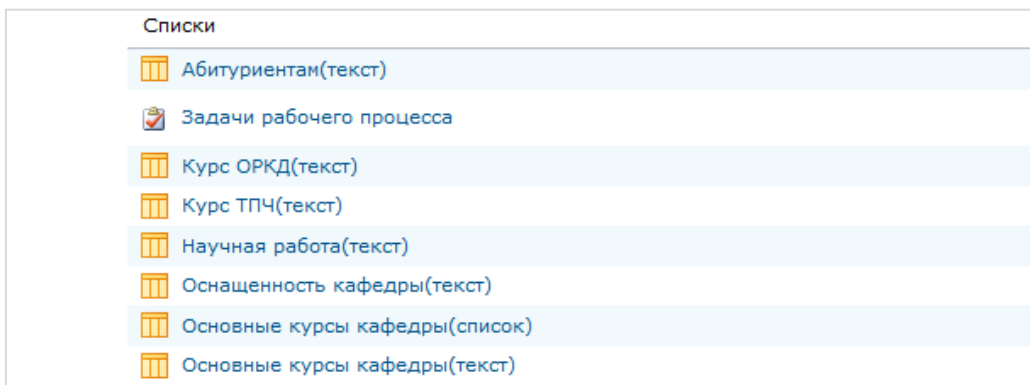 Списки
Абитуриентам(текст)
Задачи рабочего процесса
Курс ОРКД(текст)
Курс ТПЧ(текст)
Научная работа(текст)
Оснащенность кафедры(текст)
Основные курсы кафедры(список)
Основные курсы кафедры(текст)